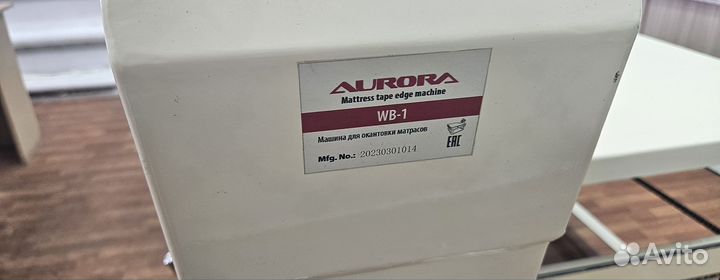 AURORA
Mattress tape edge machine
WB-1
Машина для окантовки матрасов
Mfg. No.: 20230301014
EAC
Avito